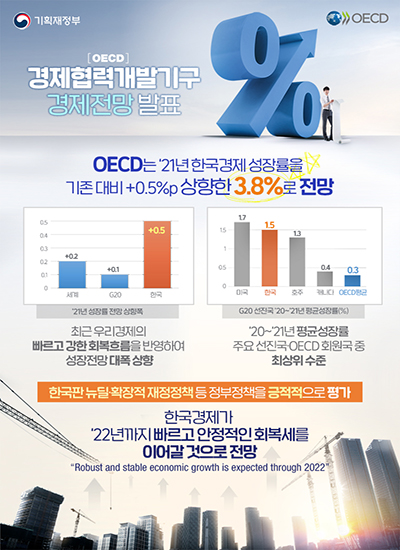 기획재정부
OECD
[OECD]
경제협력개발기구
경제전망 발표
%
OECD는 '21년 한국경제 성장률을
기존 대비 +0.5%p 상향한 3.8%로 전망
0.5
0.4
0.3
0.2
0.1
0
+0.2
+0.1
+0.5
세계
G20
한국
'21년 성장률 전망 상향폭
2
1.5
1
0.5
0
1.7
1.5
1.3
0.4
0.3
미국
한국
호주
캐나다
OECD평균
G20 선진국 '20~'21년 평균성장률(%)
최근 우리경제의
빠르고 강한 회복흐름을 반영하여
성장전망 대폭 상향
'20~'21년 평균성장률
주요 선진국·OECD 회원국 중
최상위 수준
한국판 뉴딜·확장적 재정정책 등 정부정책을 긍적적으로 평가
한국경제가
'22년까지 빠르고 안정적인 회복세를
이어갈 것으로 전망
"Robust and stable economic growth is expected through 2022"